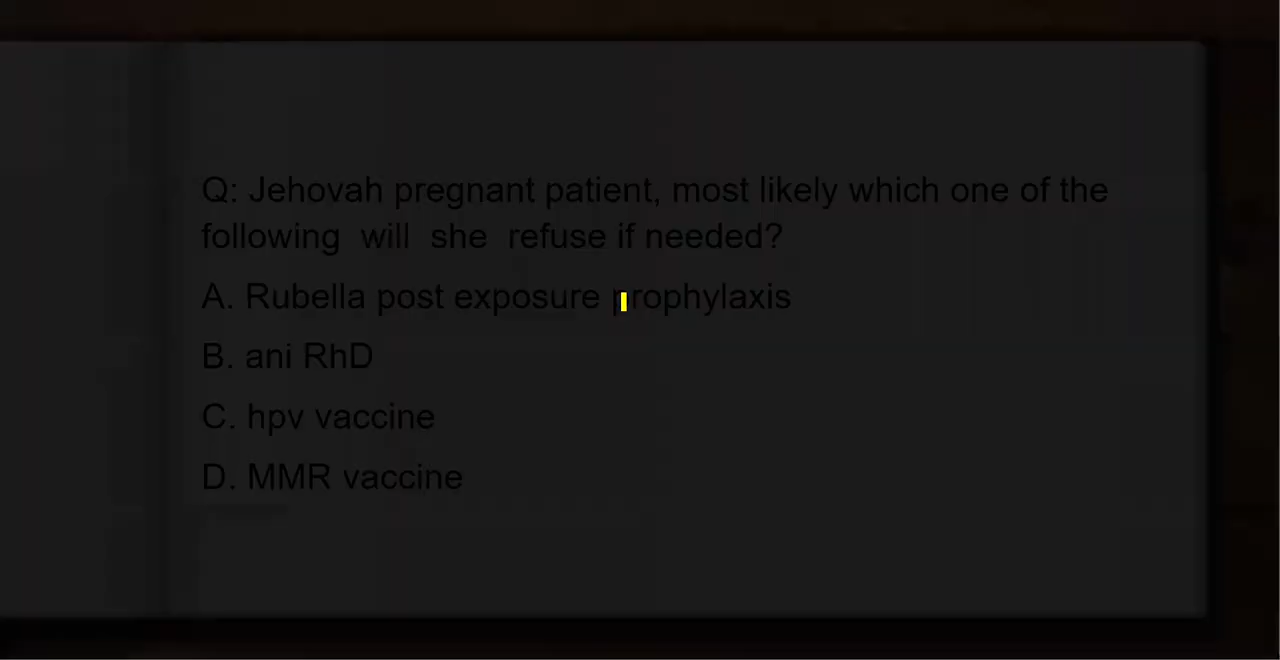 Q: Jehovah pregnant patient, most likely which one of the
following will she refuse if needed?
A. Rubella post exposure prophylaxis
B. ani RhD
C. hpv vaccine
D. MMR vaccine